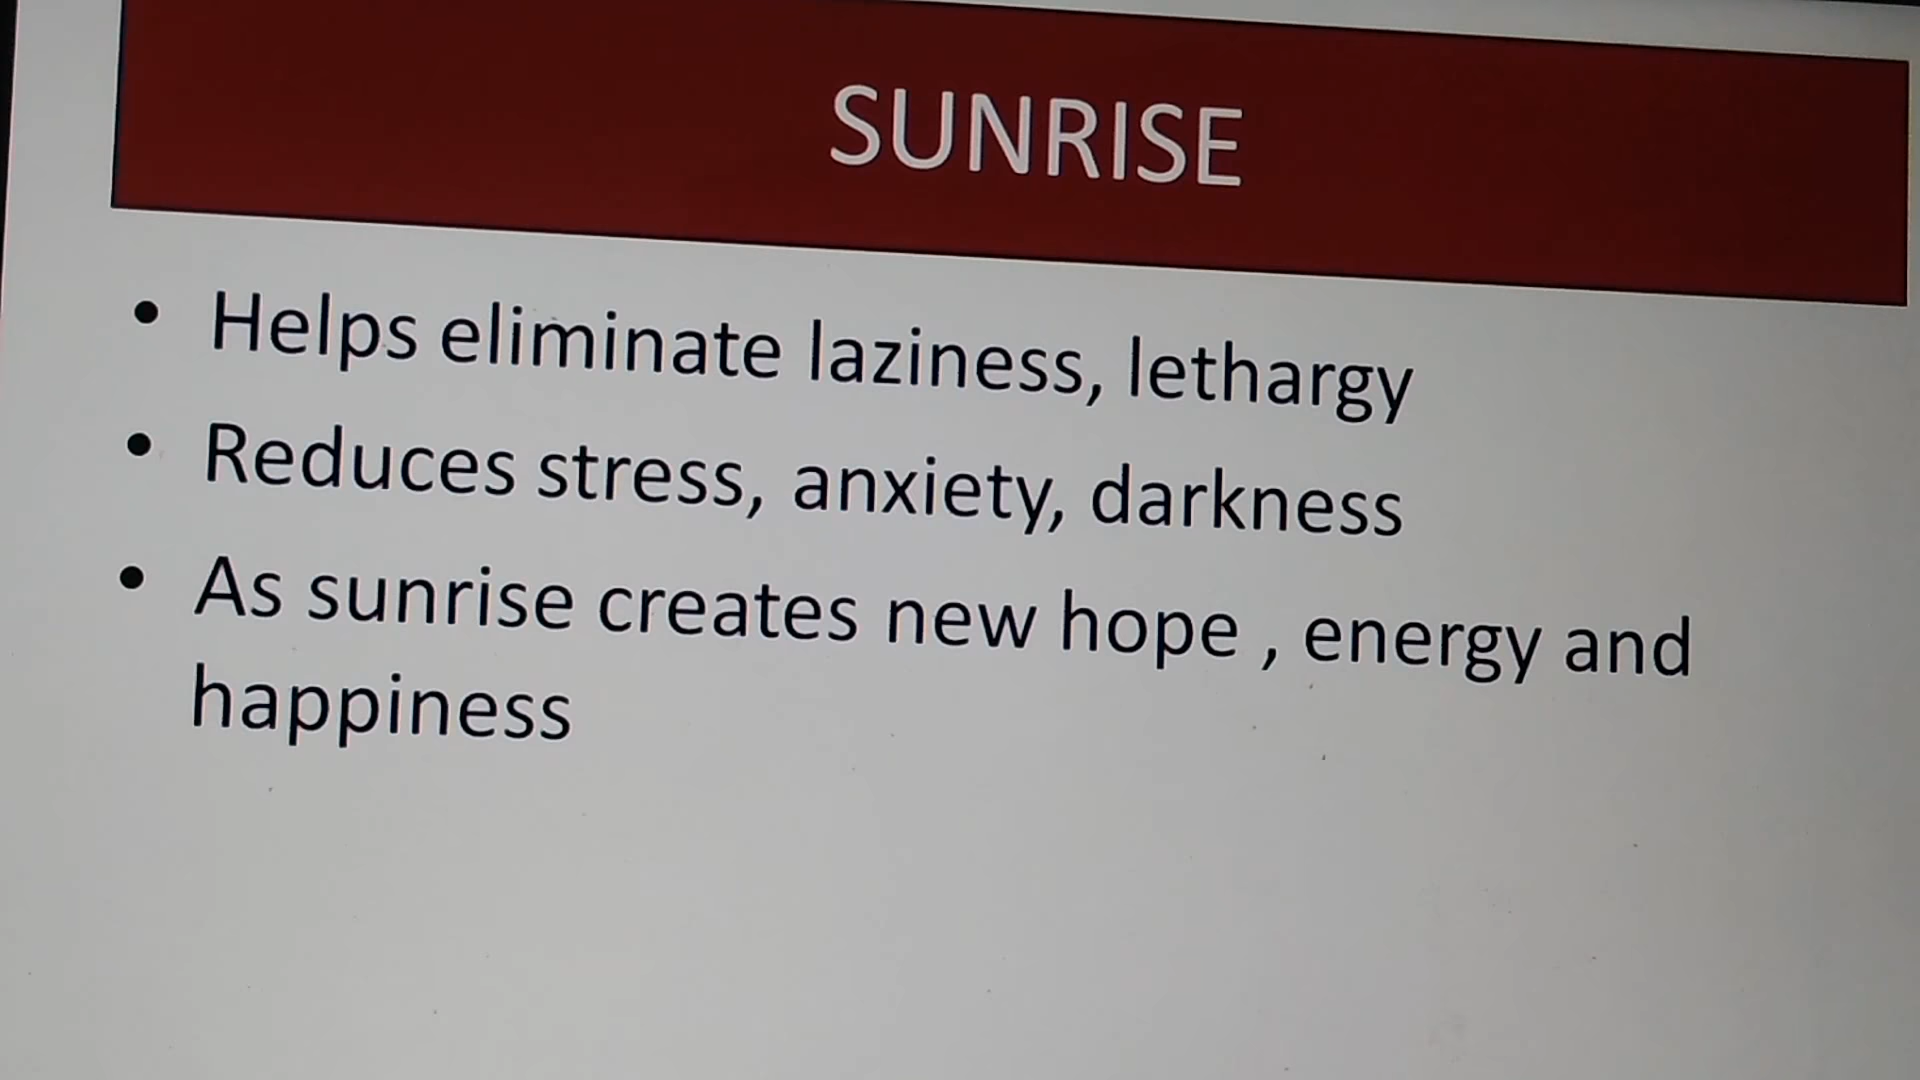 SUNRISE
• Helps eliminate laziness, lethargy
• Reduces stress, anxiety, darkness
• As sunrise creates new hope , energy and
happiness